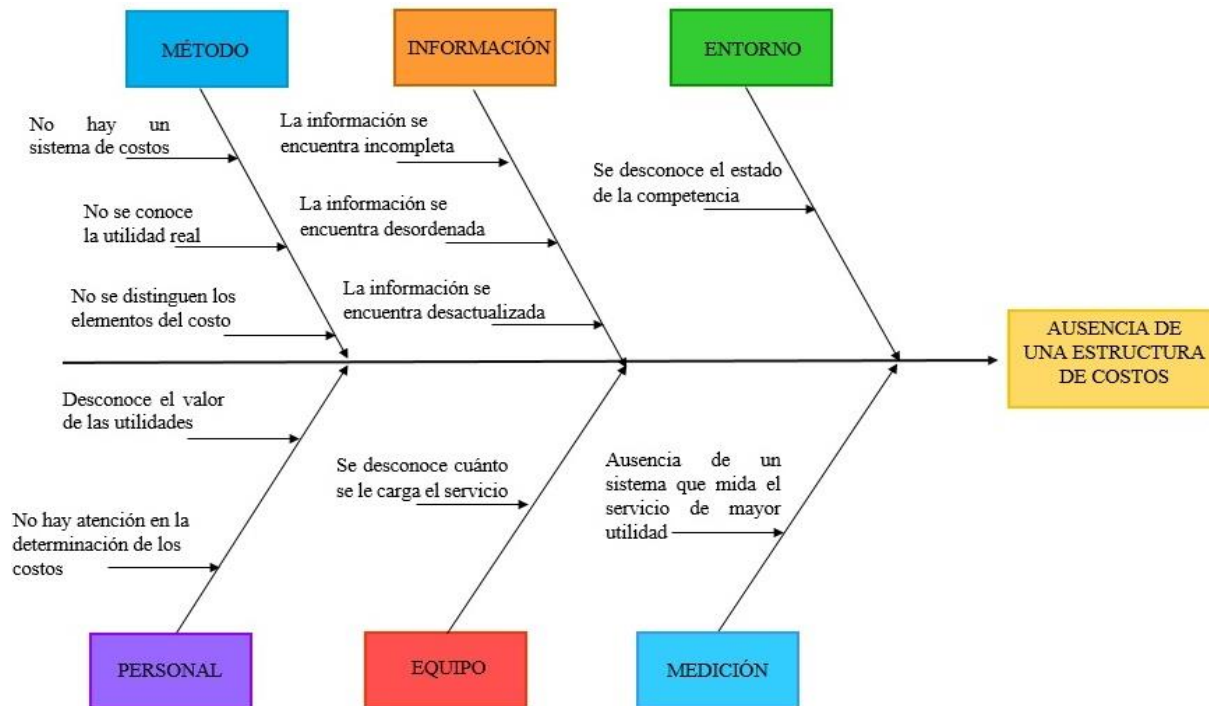 MÉTODO
INFORMACIÓN
ENTORNO
No hay un
sistema de costos
No se conoce
la utilidad real
No se distinguen los
elementos del costo
La información se
encuentra incompleta
La información se
encuentra desordenada
La información se
encuentra desactualizada
Se desconoce el estado
de la competencia
AUSENCIA DE
UNA ESTRUCTURA
DE COSTOS
Desconoce el valor
de las utilidades
No hay atención en la
determinación de los
costos
Se desconoce cuánto
se le carga el servicio
Ausencia de un
sistema que mida el
servicio de mayor
utilidad
PERSONAL
EQUIPO
MEDICIÓN